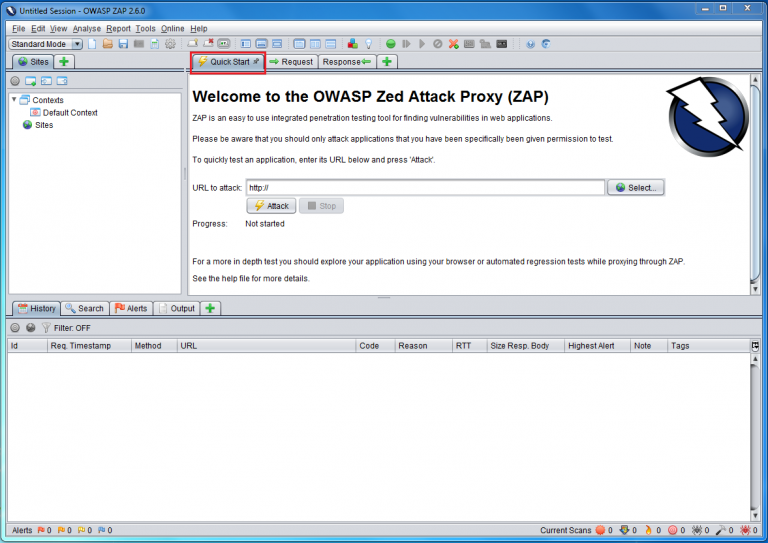 Untitled Session - OWASP ZAP 2.6.0
File Edit View Analyse Report Tools Online Help
Standard Mode
Sites
Quick Start Request Response
Contexts
Default Context
Sites
Welcome to the OWASP Zed Attack Proxy (ZAP)
ZAP is an easy to use integrated penetration testing tool for finding vulnerabilities in web applications.
Please be aware that you should only attack applications that you have been specifically been given permission to test.
To quickly test an application, enter its URL below and press 'Attack'.
URL to attack: http:// Select...
Attack Stop
Progress: Not started
For a more in depth test you should explore your application using your browser or automated regression tests while proxying through ZAP.
See the help file for more details.
History Search Alerts Output
Filter: OFF
Id Req. Timestamp Method URL Code Reason RTT Size Resp. Body Highest Alert Note Tags
Alerts 0 0 0 0 Current Scans 0 0 0 0 0 0 0